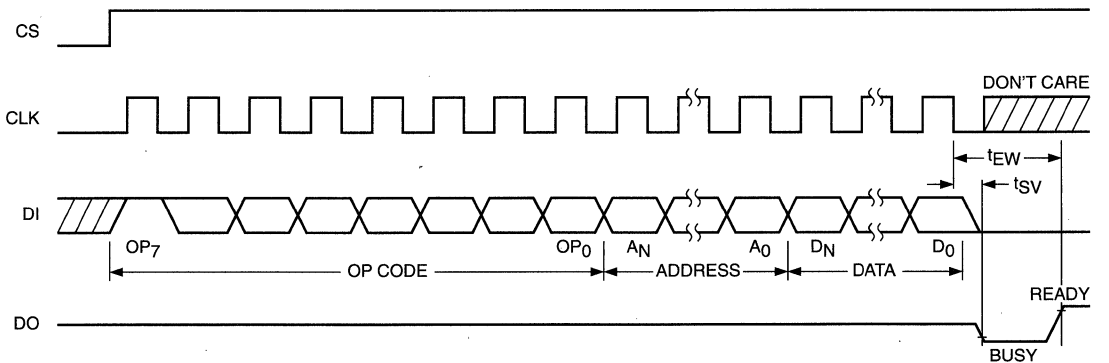 CS
DON'T CARE
CLK
tEW
tSV
DI
OP7 OP0 AN A0 DN D0
OP CODE ADDRESS DATA
READY
DO
BUSY